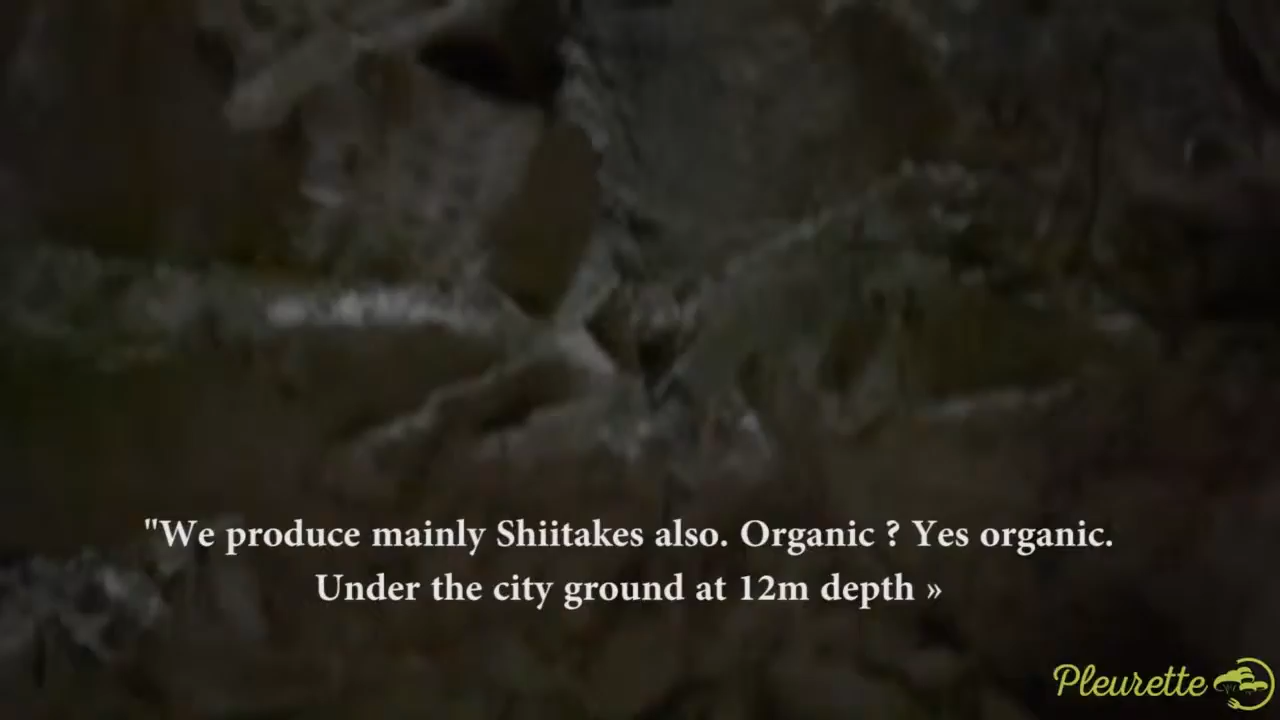 "We produce mainly Shiitakes also. Organic ? Yes organic.
Under the city ground at 12m depth »
Pleurette